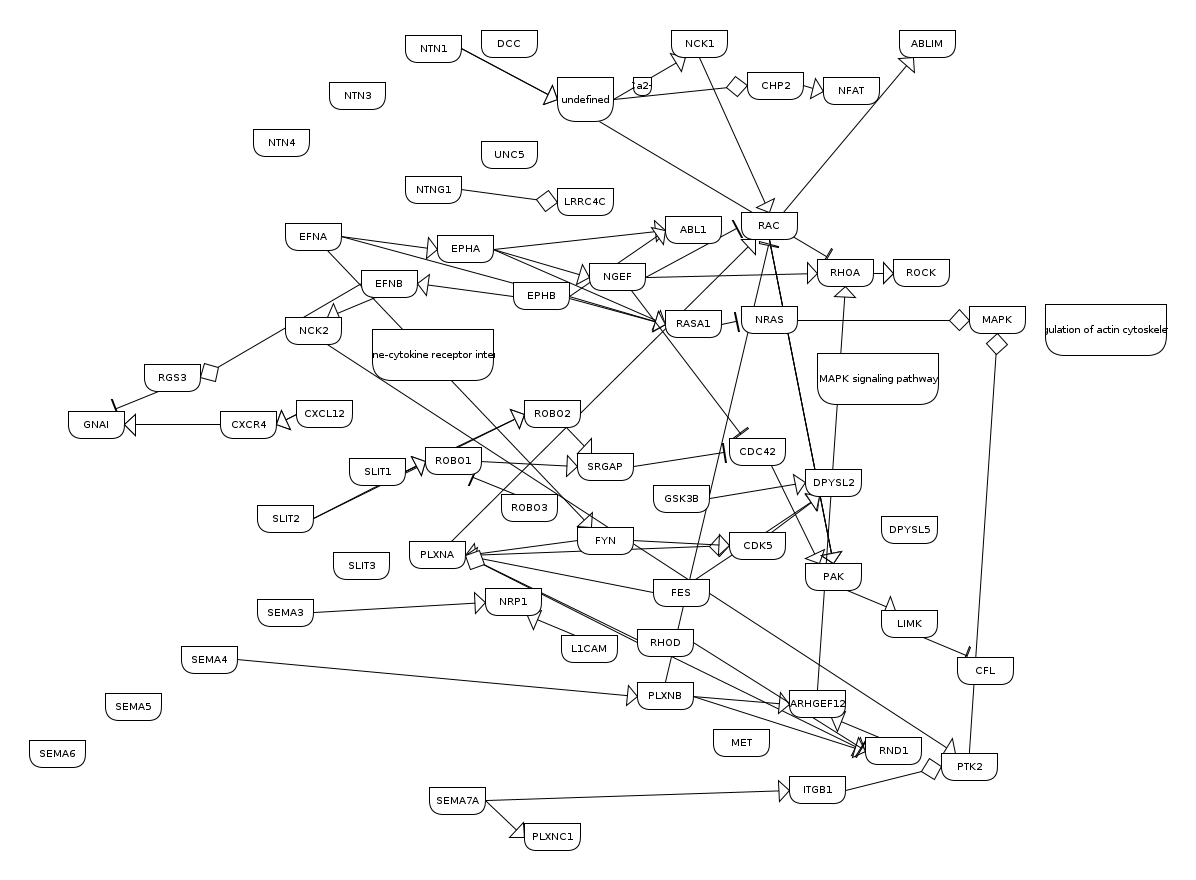 NTN1
DCC
NCK1
ABLIM
NTN3
undefined
CHP2
NFAT
NTN4
UNC5
NTNG1
LRRC4C
EFNA
EPHA
ABL1
RAC
EFNB
EPHB
NGEF
RHOA
ROCK
NCK2
RASA1
NRAS
MAPK
gulation of actin cytoskele
ne-cytokine receptor inter
MAPK signaling pathway
RGS3
GNAI
CXCR4
CXCL12
ROBO2
SLIT1
ROBO1
SRGAP
CDC42
GSK3B
DPYSL2
SLIT2
ROBO3
DPYSL5
SLIT3
PLXNA
FYN
CDK5
PAK
SEMA3
NRP1
FES
LIMK
L1CAM
RHOD
SEMA4
CFL
PLXNB
ARHGEF12
SEMA5
MET
RND1
SEMA6
PTK2
ITGB1
SEMA7A
PLXNC1